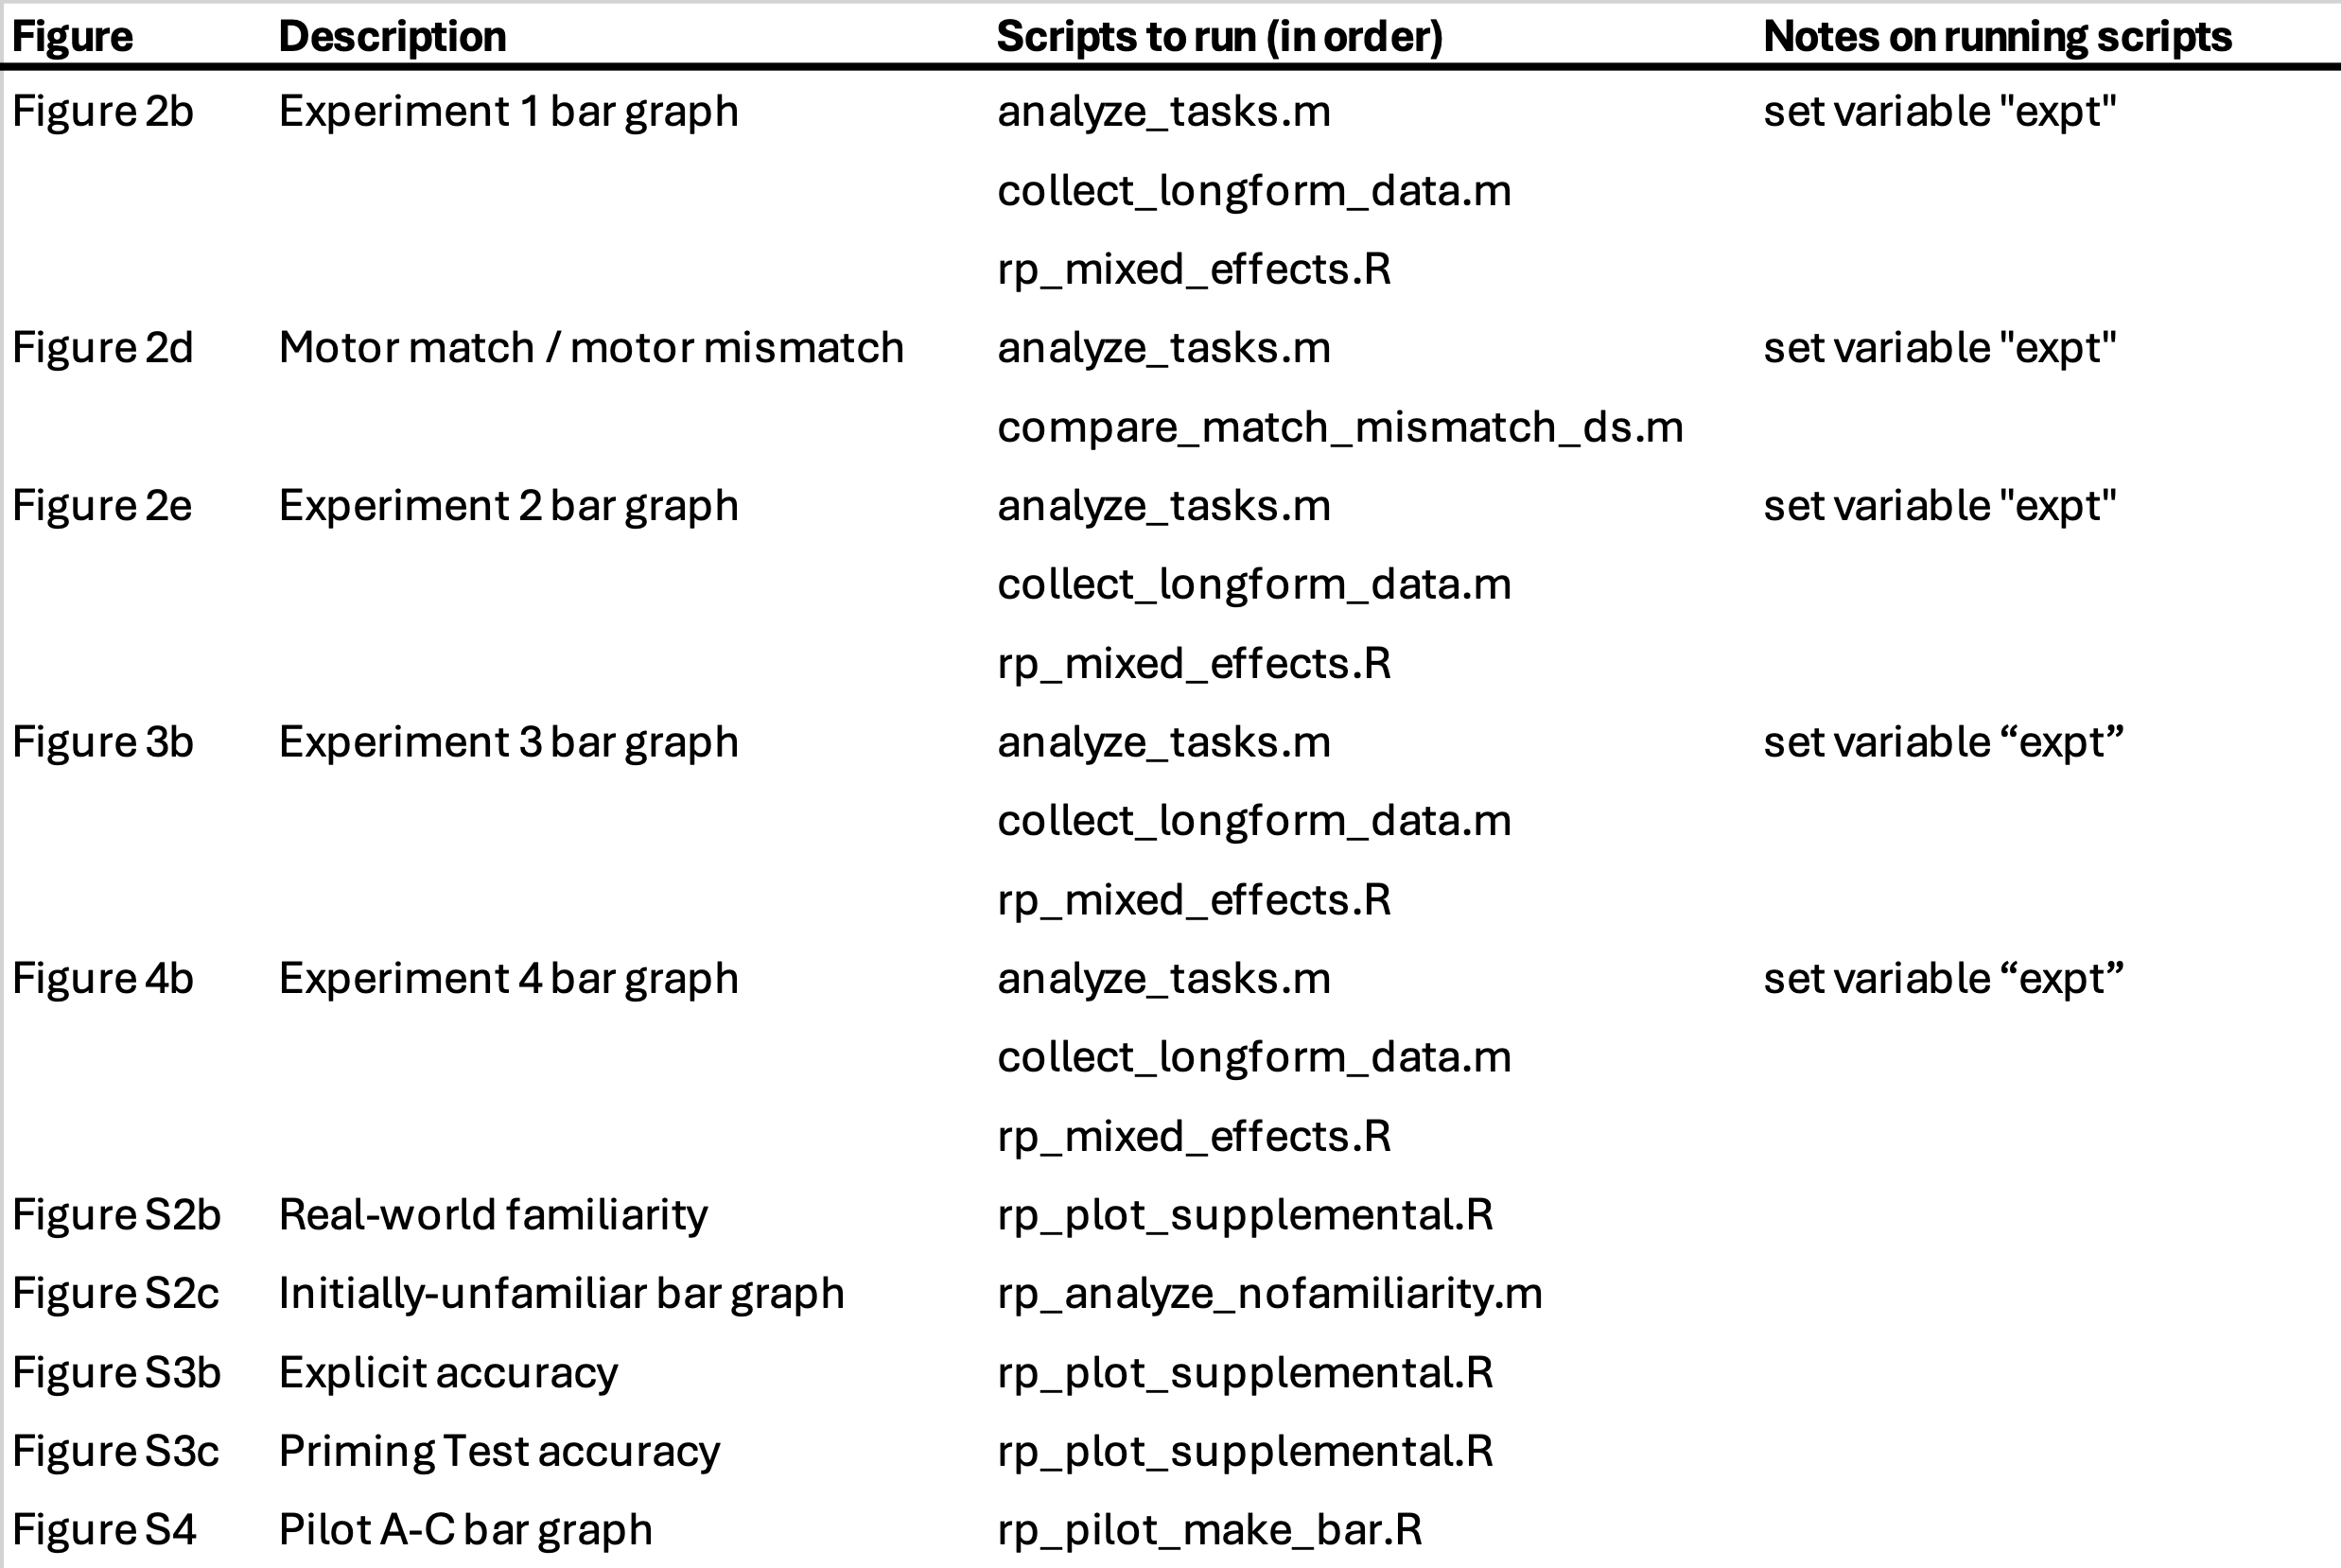 Figure Description Scripts to run (in order) Notes on running scripts
Figure 2b Experiment 1 bar graph analyze_tasks.m set variable "expt"
collect_longform_data.m
rp_mixed_effects.R
Figure 2d Motor match / motor mismatch analyze_tasks.m set variable "expt"
compare_match_mismatch_ds.m
Figure 2e Experiment 2 bar graph analyze_tasks.m set variable "expt"
collect_longform_data.m
rp_mixed_effects.R
Figure 3b Experiment 3 bar graph analyze_tasks.m set variable “expt”
collect_longform_data.m
rp_mixed_effects.R
Figure 4b Experiment 4 bar graph analyze_tasks.m set variable “expt”
collect_longform_data.m
rp_mixed_effects.R
Figure S2b Real-world familiarity rp_plot_supplemental.R
Figure S2c Initially-unfamiliar bar graph rp_analyze_nofamiliarity.m
Figure S3b Explicit accuracy rp_plot_supplemental.R
Figure S3c Priming Test accuracy rp_plot_supplemental.R
Figure S4 Pilot A-C bar graph rp_pilot_make_bar.R